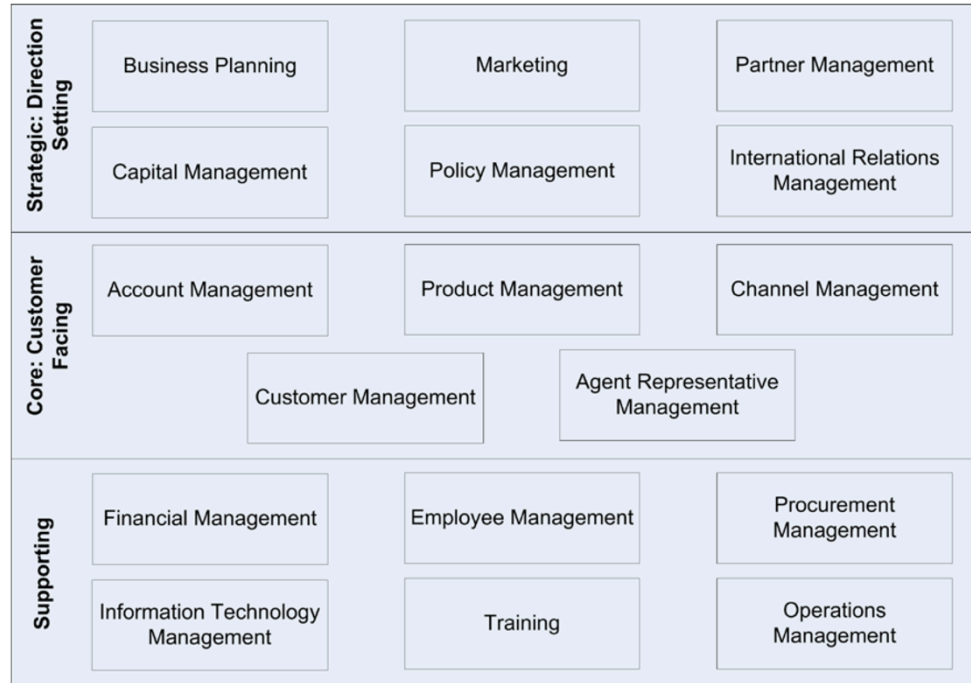 Strategic: Direction
Setting
Business Planning
Marketing
Partner Management
Capital Management
Policy Management
International Relations
Management
Core: Customer
Facing
Account Management
Product Management
Channel Management
Customer Management
Agent Representative
Management
Supporting
Financial Management
Employee Management
Procurement
Management
Information Technology
Management
Training
Operations
Management